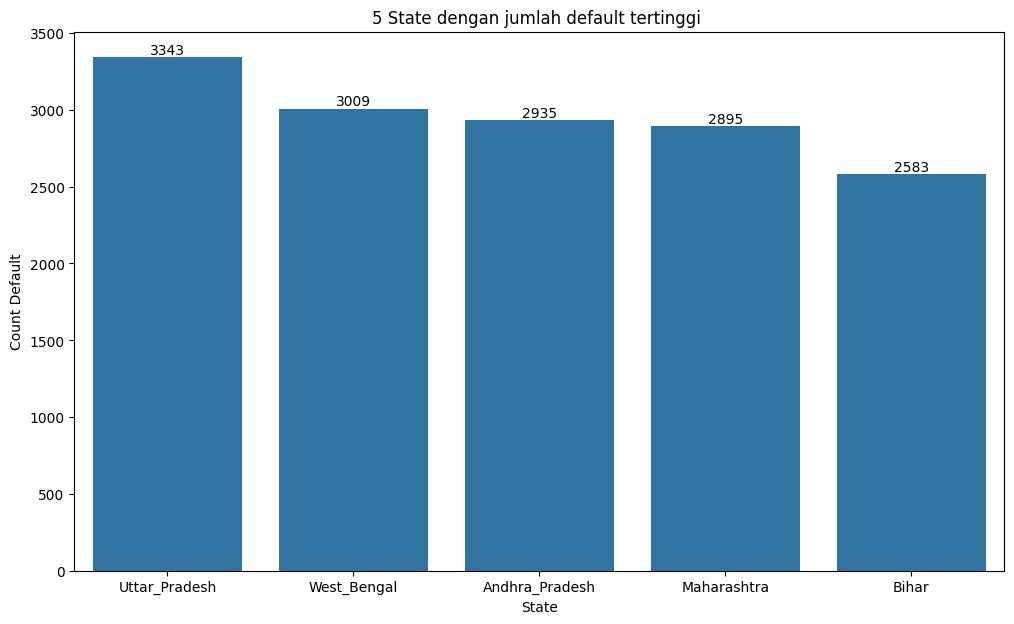 5 State dengan jumlah default tertinggi
3500
3000
2500
2000
1500
1000
500
0
Count Default
3343
3009
2935
2895
2583
Uttar_Pradesh
West_Bengal
Andhra_Pradesh
Maharashtra
Bihar
State